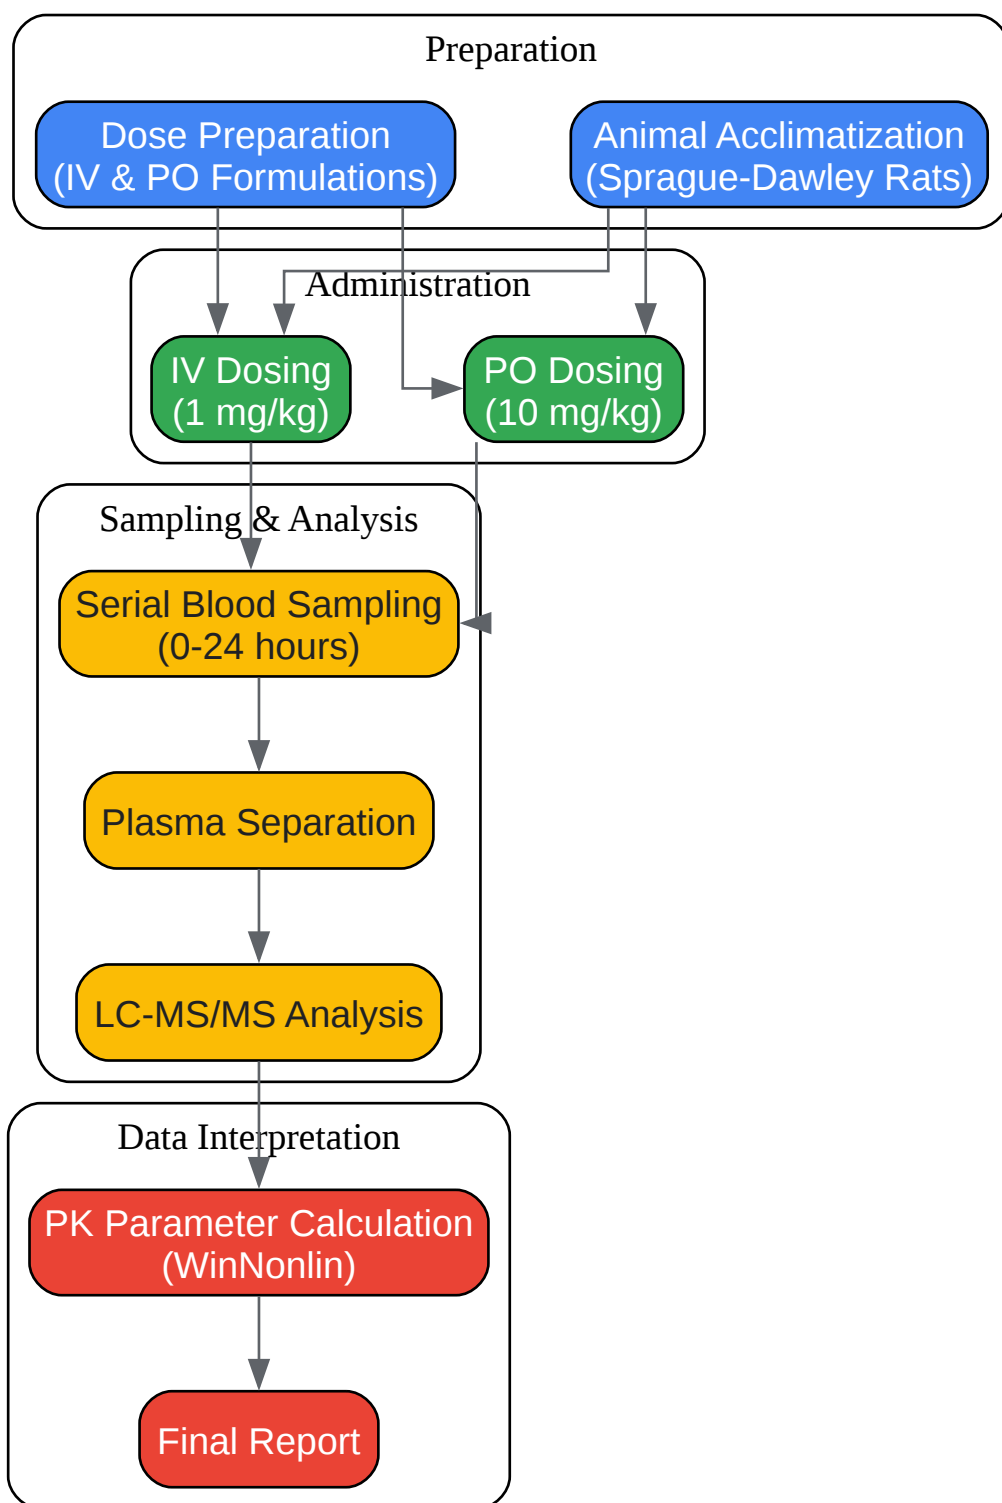 Preparation
Dose Preparation
(IV & PO Formulations)
Animal Acclimatization
(Sprague-Dawley Rats)
Administration
IV Dosing
(1 mg/kg)
PO Dosing
(10 mg/kg)
Sampling & Analysis
Serial Blood Sampling
(0-24 hours)
Plasma Separation
LC-MS/MS Analysis
Data Interpretation
PK Parameter Calculation
(WinNonlin)
Final Report